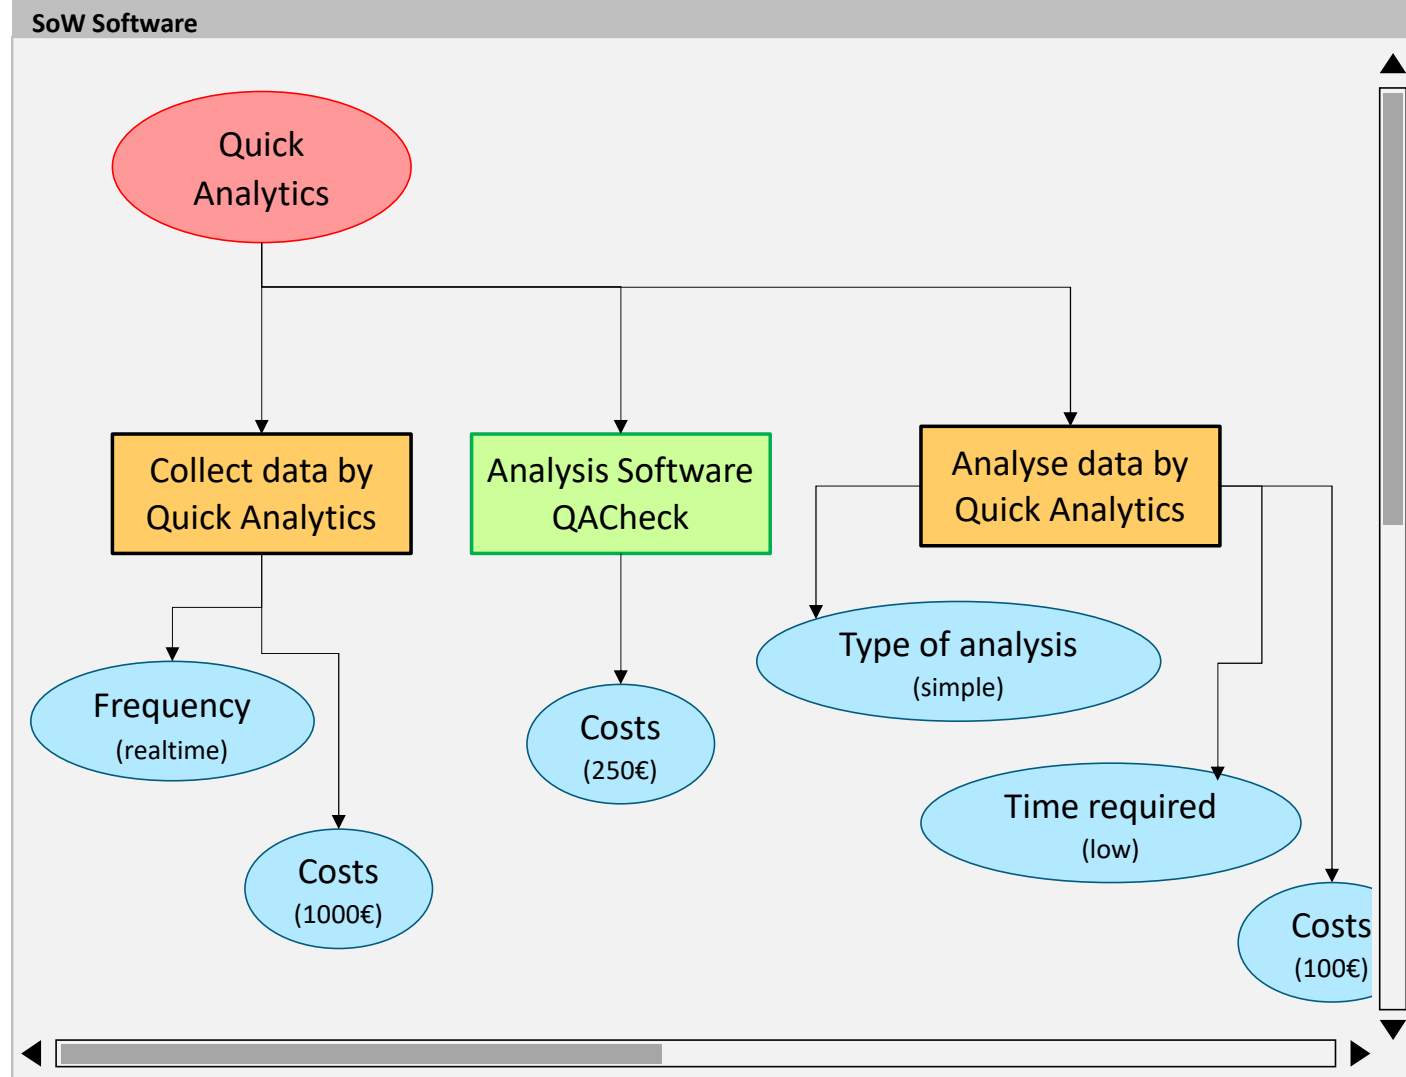 SoW Software
Quick
Analytics
Collect data by
Quick Analytics
Analysis Software
QACheck
Analyse data by
Quick Analytics
Type of analysis
(simple)
Frequency
(realtime)
Costs
(250€)
Time required
(low)
Costs
(1000€)
Costs
(100€)